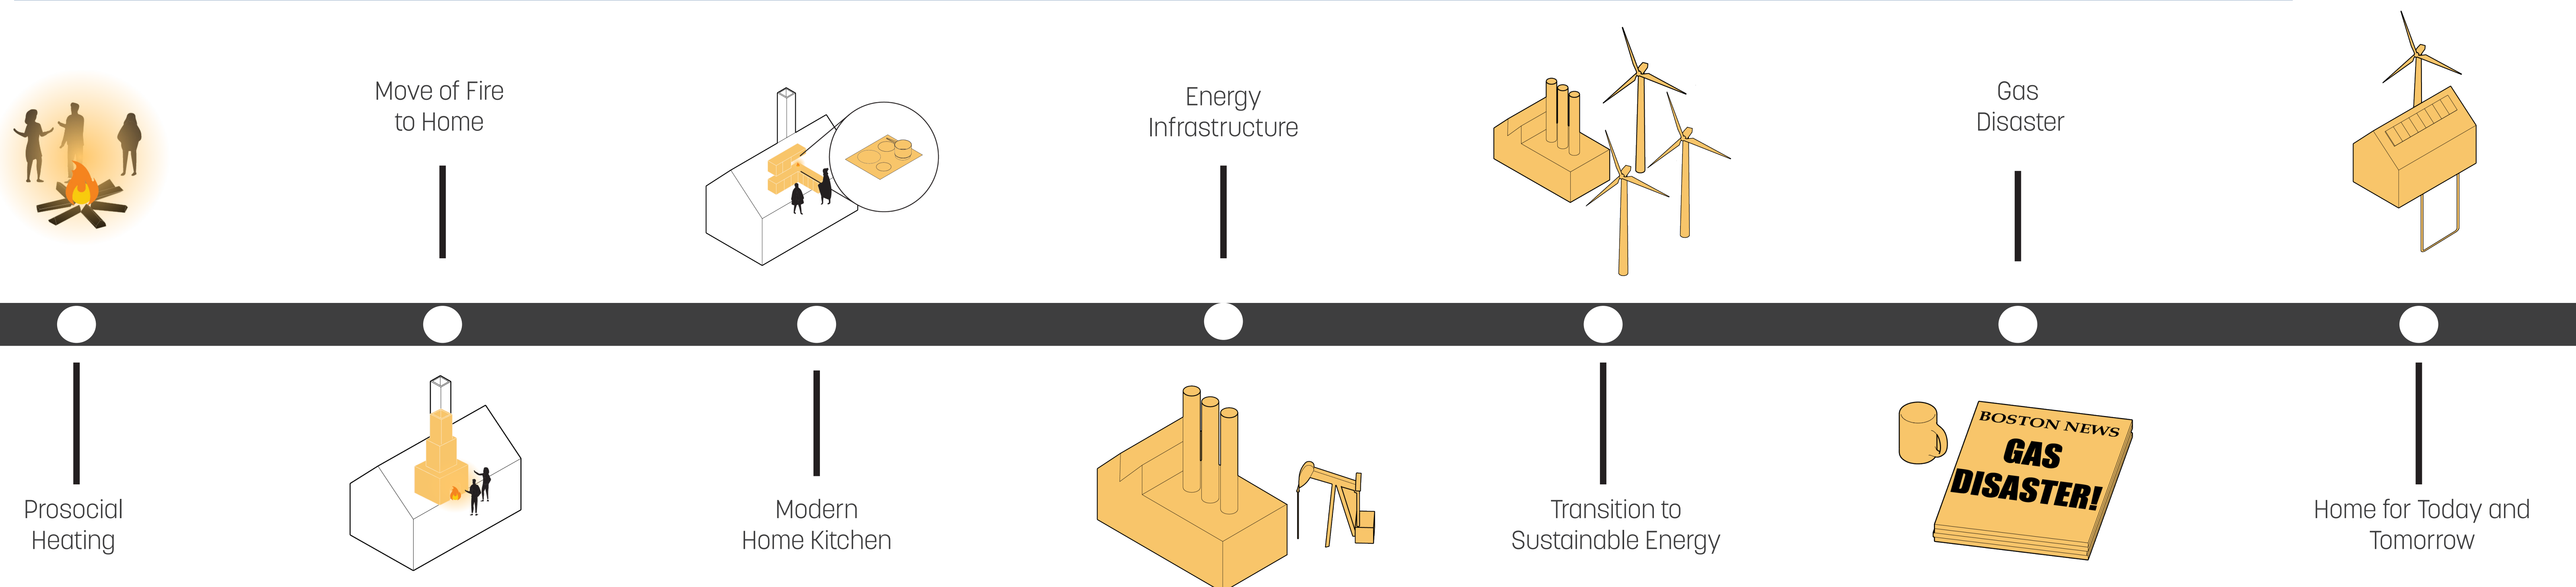 Prosocial
Heating
Move of Fire
to Home
Modern
Home Kitchen
Energy
Infrastructure
Transition to
Sustainable Energy
Gas
Disaster
BOSTON NEWS
GAS
DISASTER!
Home for Today and
Tomorrow